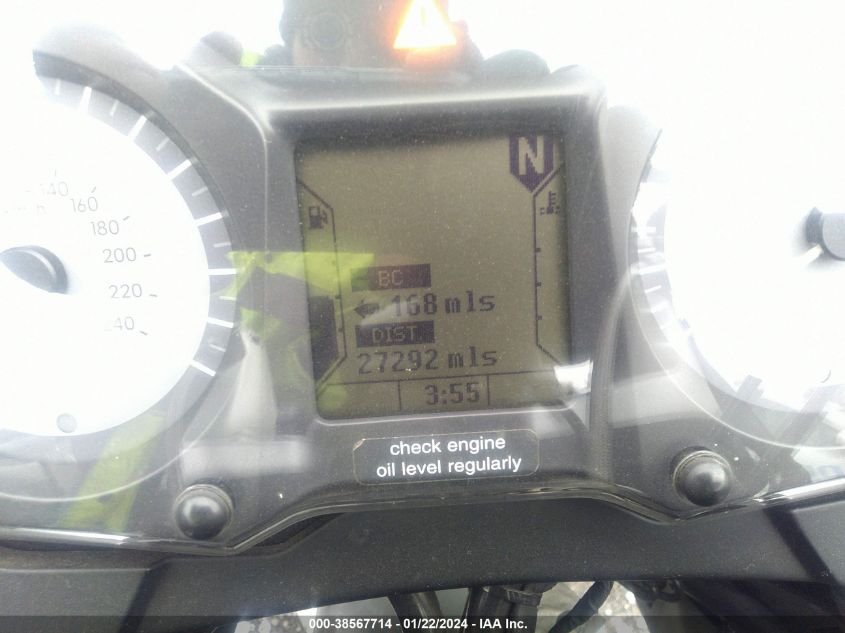 N
140
160
180
200
220
BC
168 mls
DIST
27292 mls
3:55
check engine
oil level regularly
000-38567714 - 01/22/2024 - IAA Inc.